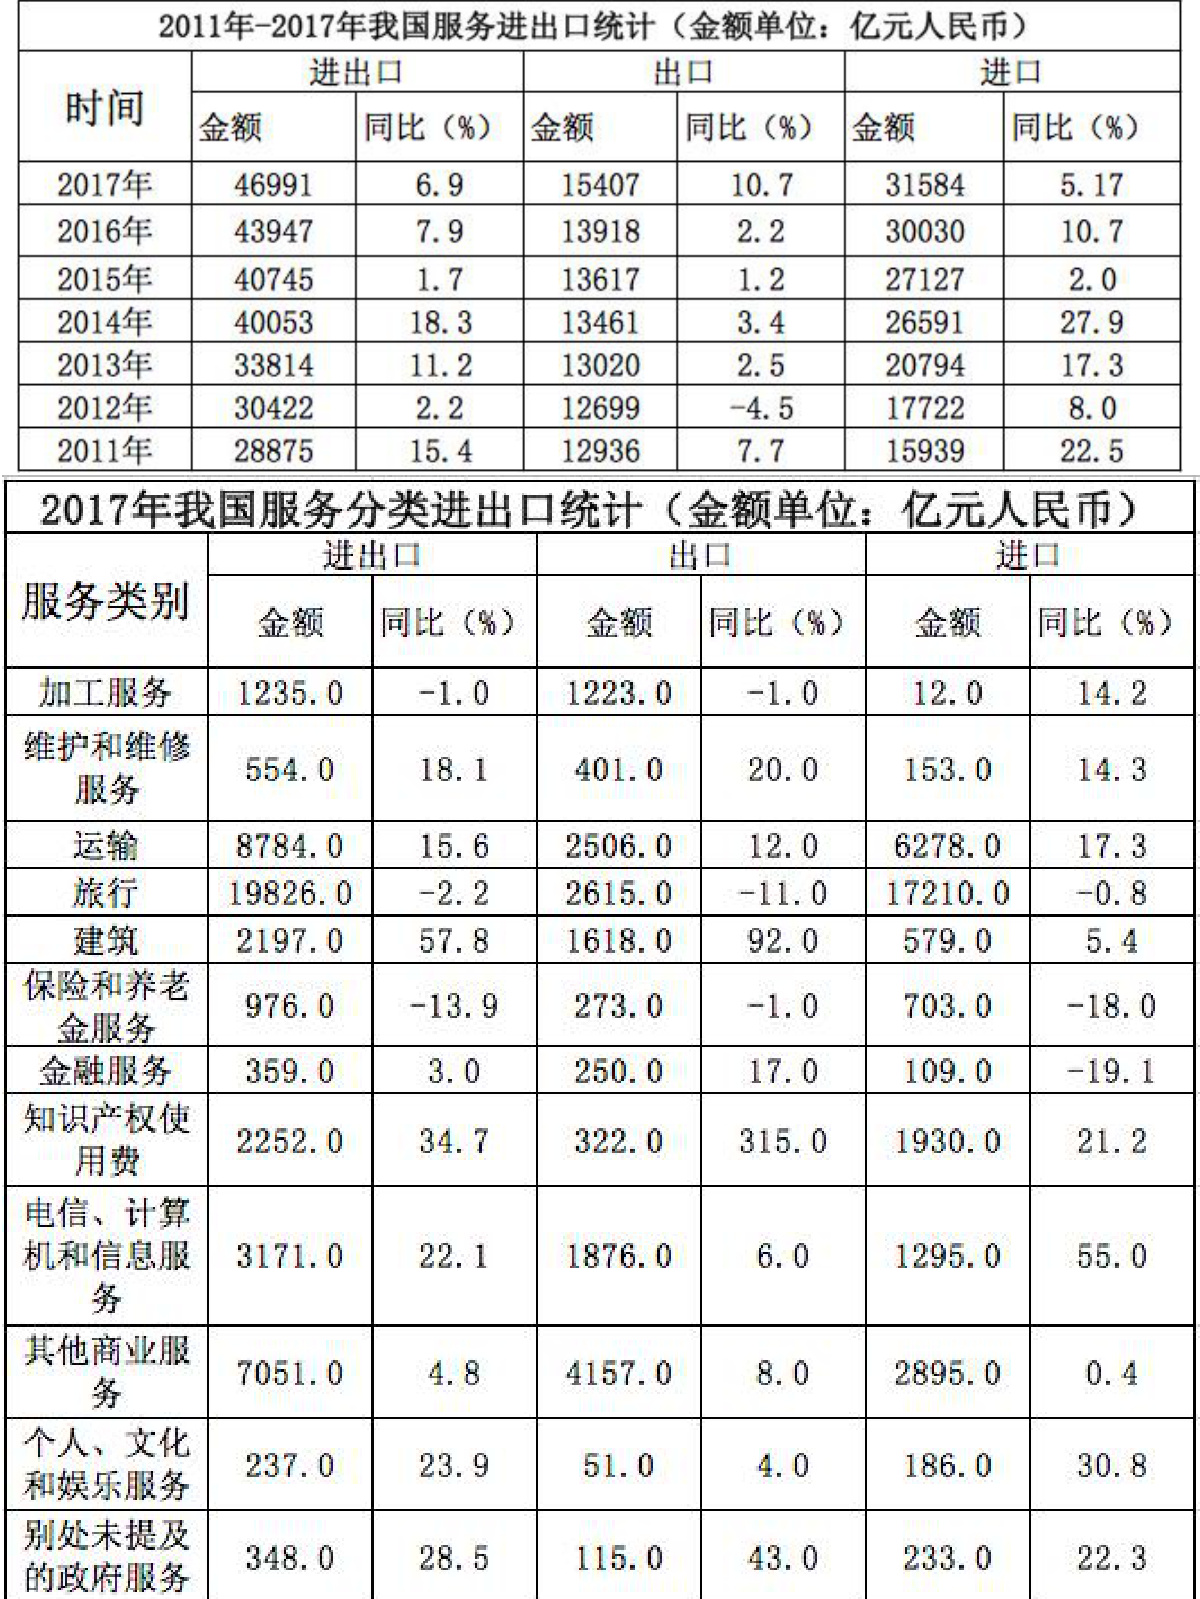 2011年-2017年我国服务进出口统计（金额单位：亿元人民币）
时间 进出口 出口 进口
金额 同比（%） 金额 同比（%） 金额 同比（%）
2017年 46991 6.9 15407 10.7 31584 5.17
2016年 43947 7.9 13918 2.2 30030 10.7
2015年 40745 1.7 13617 1.2 27127 2.0
2014年 40053 18.3 13461 3.4 26591 27.9
2013年 33814 11.2 13020 2.5 20794 17.3
2012年 30422 2.2 12699 -4.5 17722 8.0
2011年 28875 15.4 12936 7.7 15939 22.5
2017年我国服务分类进出口统计（金额单位：亿元人民币）
服务类别 进出口 出口 进口
金额 同比（%） 金额 同比（%） 金额 同比（%）
加工服务 1235.0 -1.0 1223.0 -1.0 12.0 14.2
维护和维修
服务 554.0 18.1 401.0 20.0 153.0 14.3
运输 8784.0 15.6 2506.0 12.0 6278.0 17.3
旅行 19826.0 -2.2 2615.0 -11.0 17210.0 -0.8
建筑 2197.0 57.8 1618.0 92.0 579.0 5.4
保险和养老
金服务 976.0 -13.9 273.0 -1.0 703.0 -18.0
金融服务 359.0 3.0 250.0 17.0 109.0 -19.1
知识产权使
用费 2252.0 34.7 322.0 315.0 1930.0 21.2
电信、计算
机和信息服 3171.0 22.1 1876.0 6.0 1295.0 55.0
务
其他商业服
务 7051.0 4.8 4157.0 8.0 2895.0 0.4
个人、文化
和娱乐服务 237.0 23.9 51.0 4.0 186.0 30.8
别处未提及
的政府服务 348.0 28.5 115.0 43.0 233.0 22.3